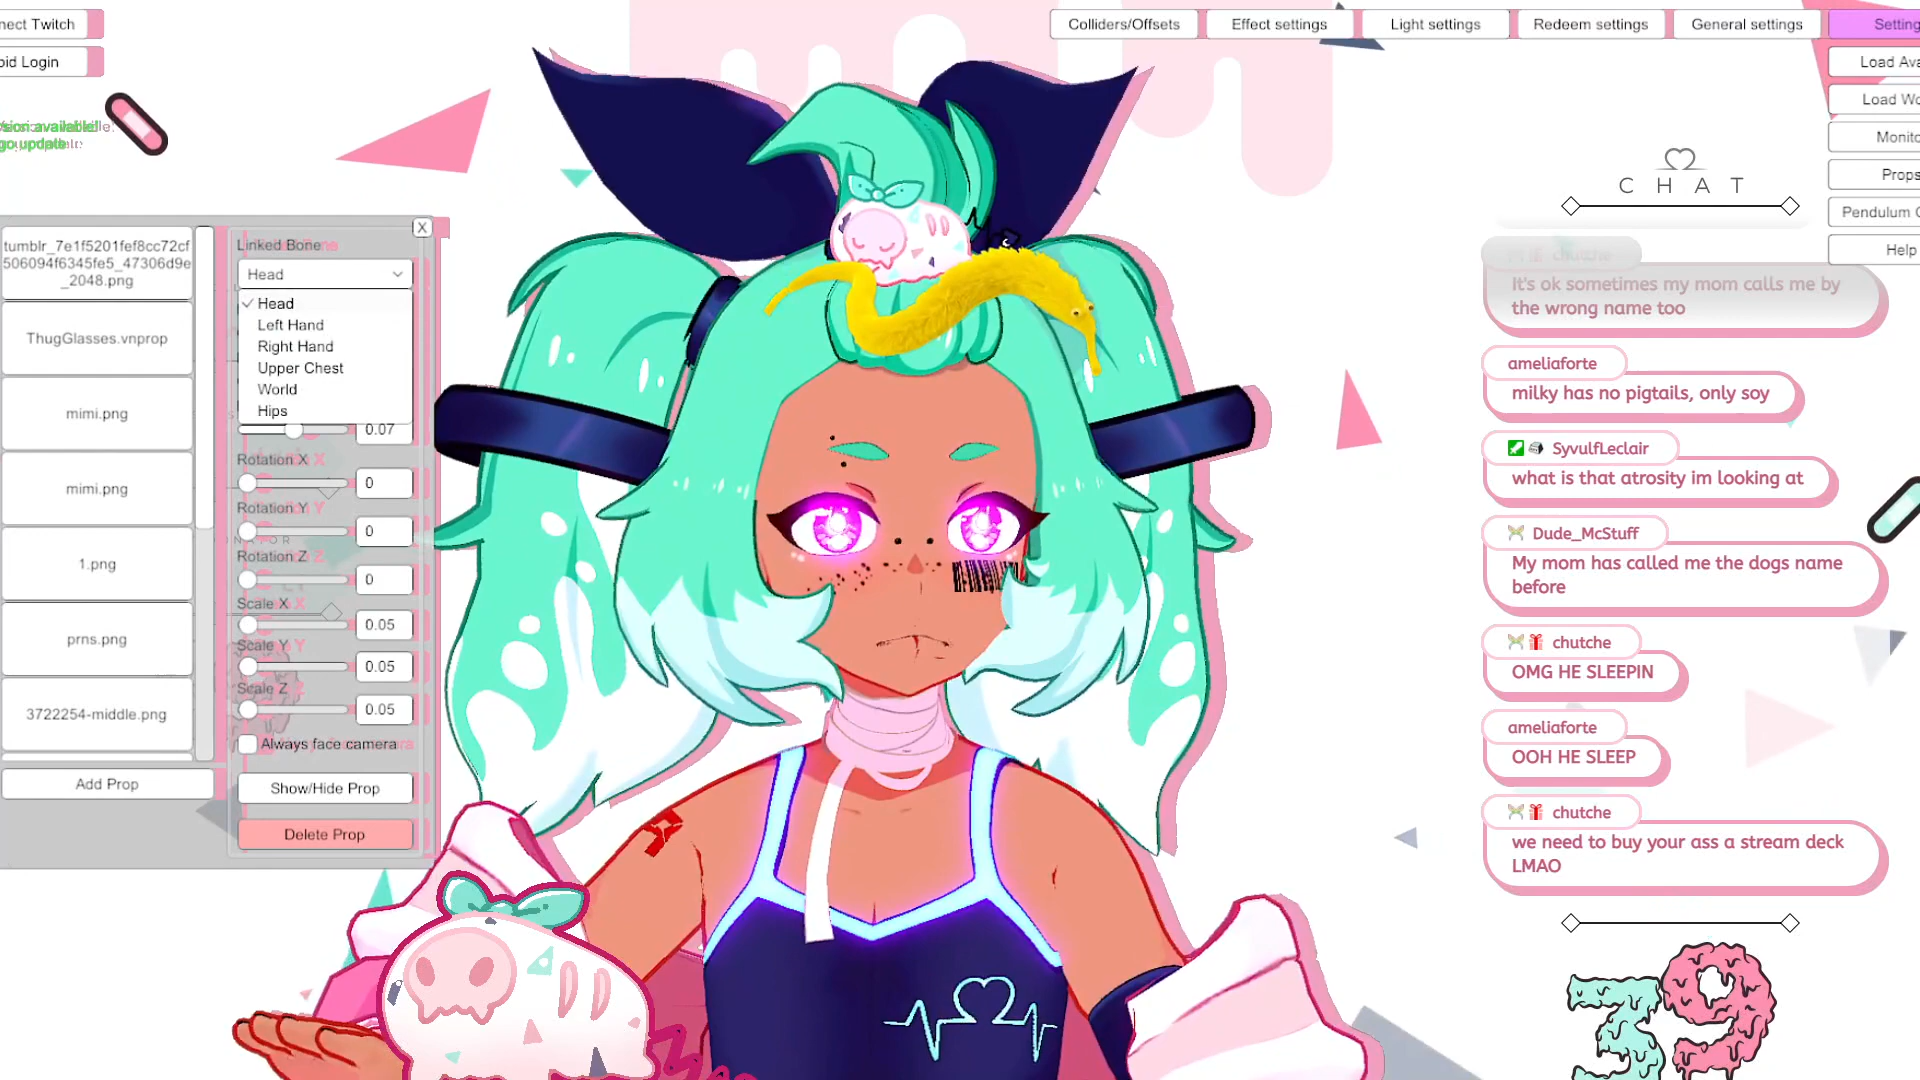 nect Twitch
oid Login
sion available!
go update
Colliders/Offsets
Effect settings
Light settings
Redeem settings
General settings
Setting
Load Ava
Load Wo
Monito
Props
Pendulum C
Help
tumblr_7e1f5201fef8cc72cf
506094f6345fe5_47306d9e
_2048.png
ThugGlasses.vnprop
mimi.png
mimi.png
1.png
prns.png
3722254-middle.png
Add Prop
X
Linked Bone
Head
Head
Left Hand
Right Hand
Upper Chest
World
Hips
0.07
Rotation X
0
Rotation Y
0
Rotation Z
0
Scale X
0.05
Scale Y
0.05
Scale Z
0.05
Always face camera
Show/Hide Prop
Delete Prop
CHAT
chutche
It's ok sometimes my mom calls me by
the wrong name too
ameliaforte
milky has no pigtails, only soy
SyvulfLeclair
what is that atrosity im looking at
Dude_McStuff
My mom has called me the dogs name
before
chutche
OMG HE SLEEPIN
ameliaforte
OOH HE SLEEP
chutche
we need to buy your ass a stream deck
LMAO
39